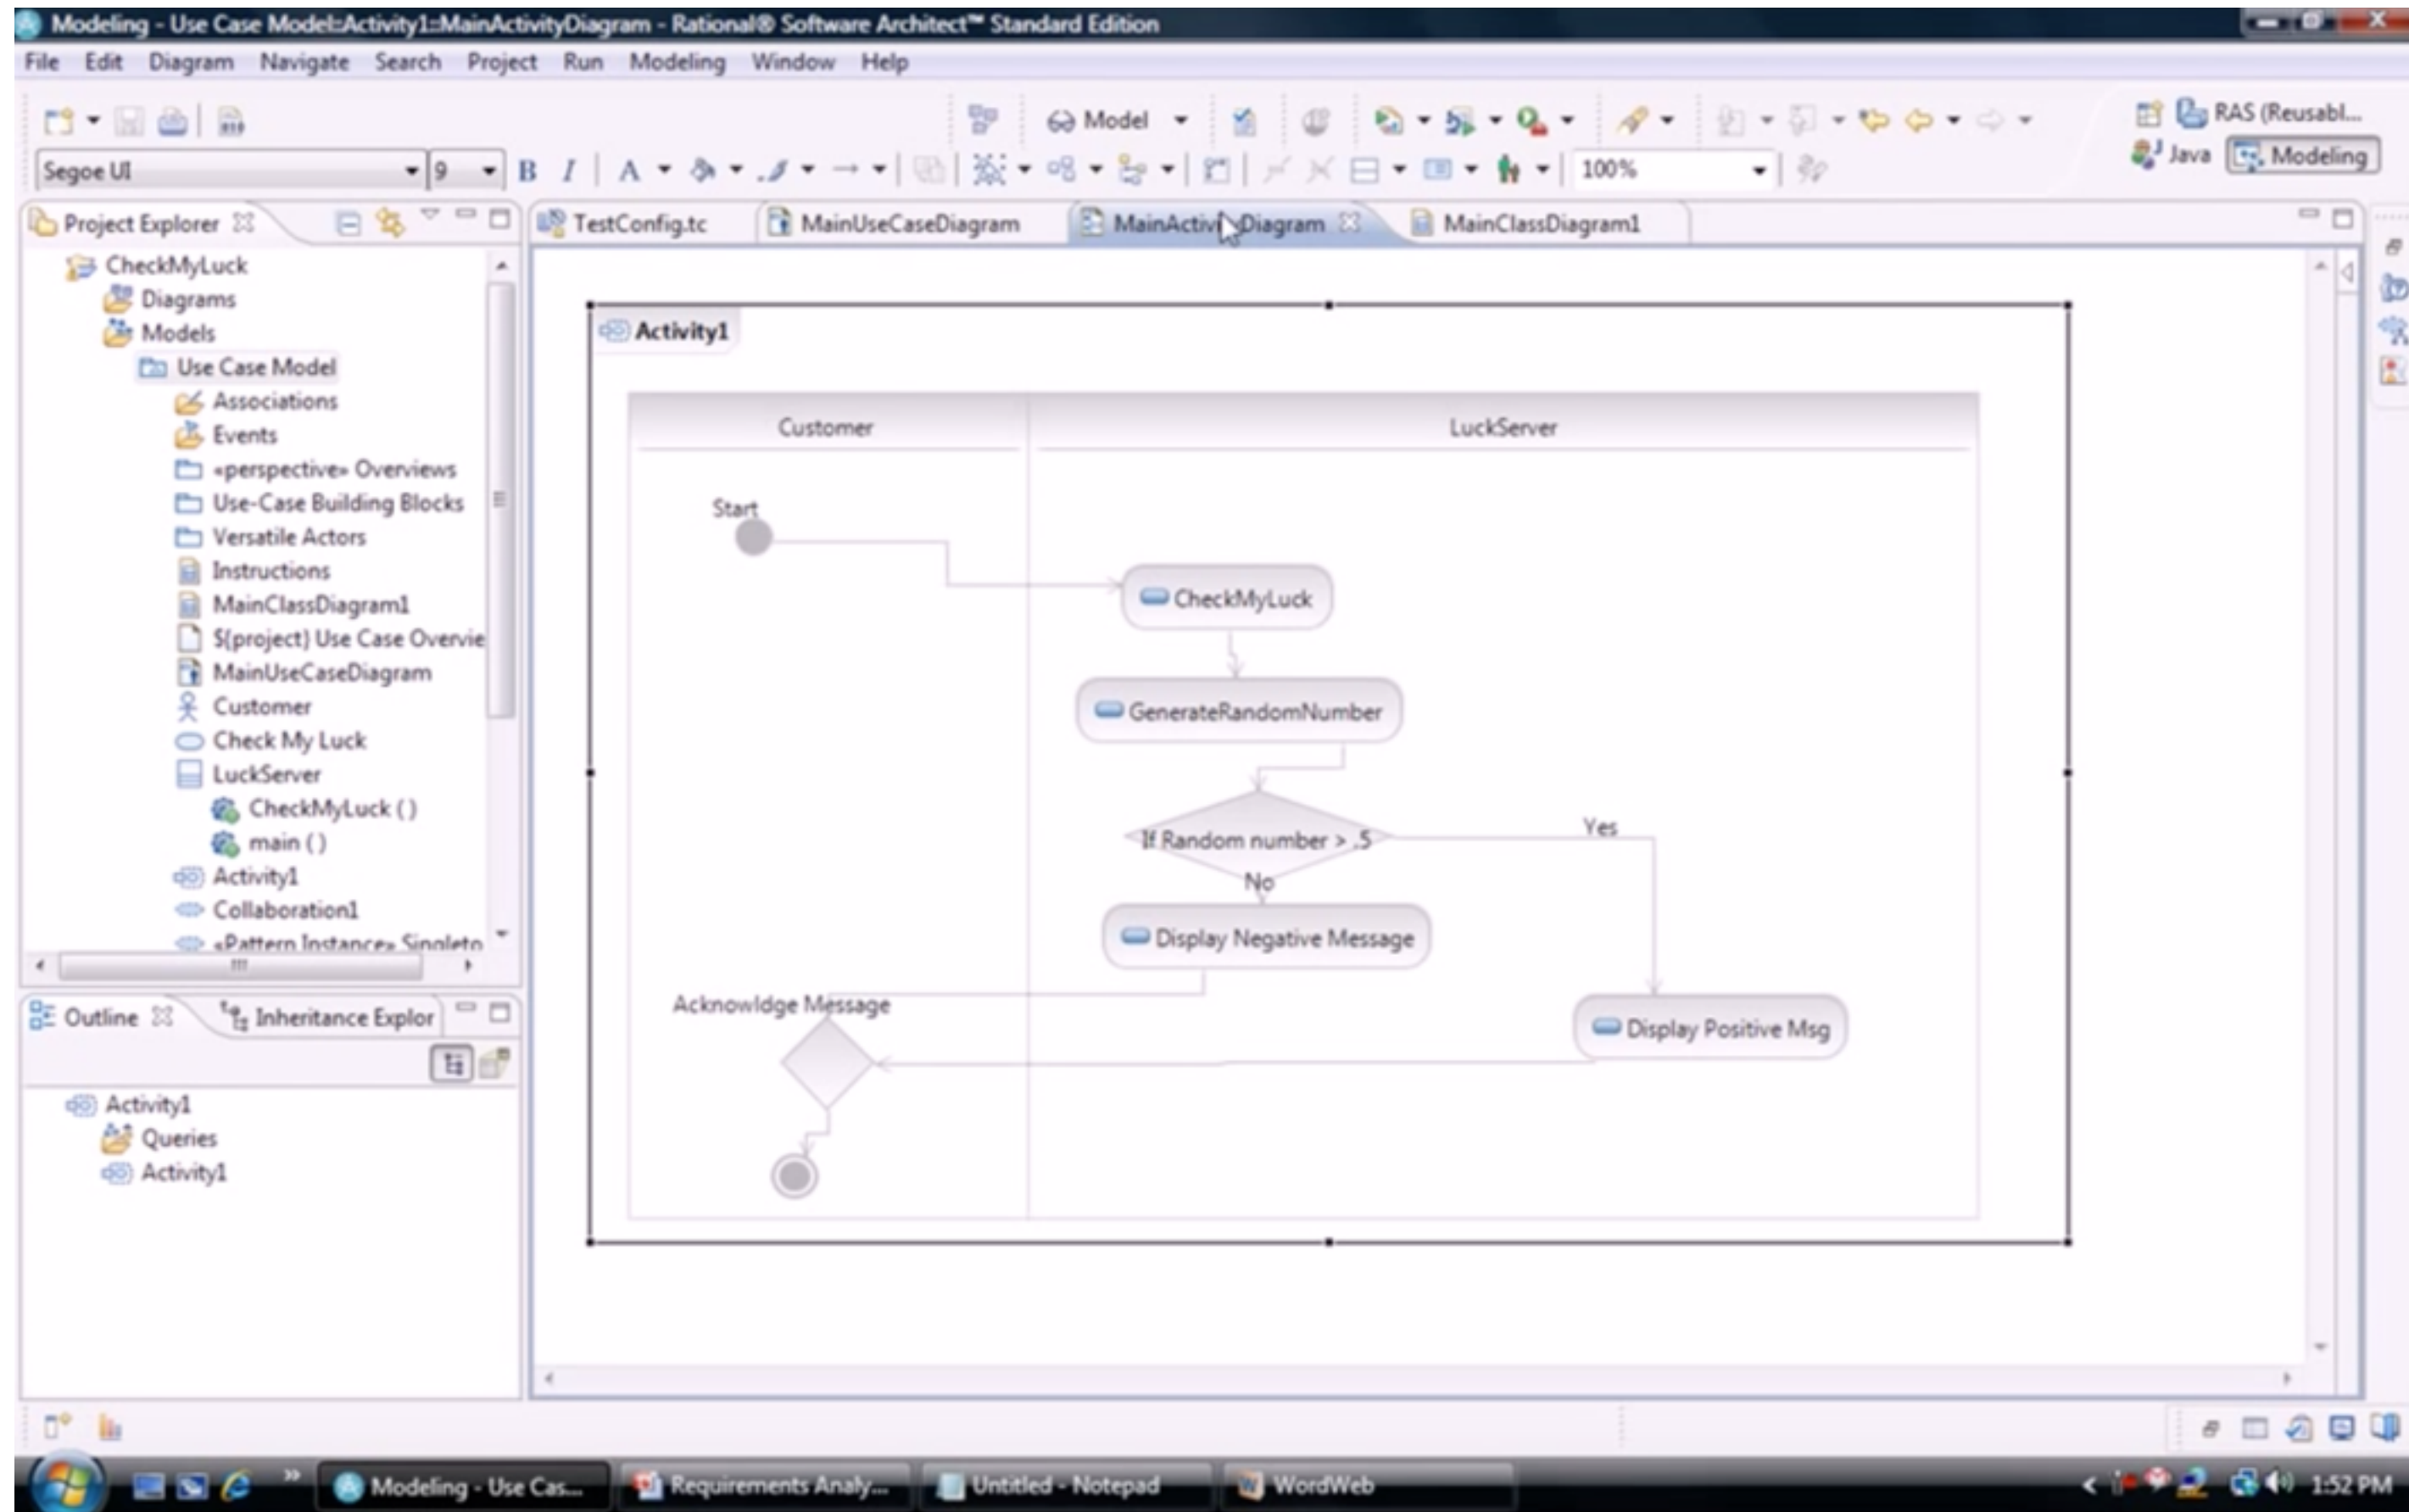 Modeling - Use Case Model::Activity1::MainActivityDiagram - Rational® Software Architect™ Standard Edition
File Edit Diagram Navigate Search Project Run Modeling Window Help
Model
RAS (Reusabl...
Segoe UI 9 B I A 100%
Java Modeling
Project Explorer
TestConfig.tc MainUseCaseDiagram MainActivityDiagram MainClassDiagram1
CheckMyLuck
Diagrams
Models
Use Case Model
Associations
Events
«perspective» Overviews
Use-Case Building Blocks
Versatile Actors
Instructions
MainClassDiagram1
${project} Use Case Overvie
MainUseCaseDiagram
Customer
Check My Luck
LuckServer
CheckMyLuck ( )
main ( )
Activity1
Collaboration1
«Pattern Instance» Singleto
Outline Inheritance Explor
Activity1
Queries
Activity1
Activity1
Customer LuckServer
Start
CheckMyLuck
GenerateRandomNumber
If Random number > .5
Yes
No
Display Negative Message
Acknowldge Message
Display Positive Msg
Modeling - Use Cas... Requirements Analy... Untitled - Notepad WordWeb 1:52 PM